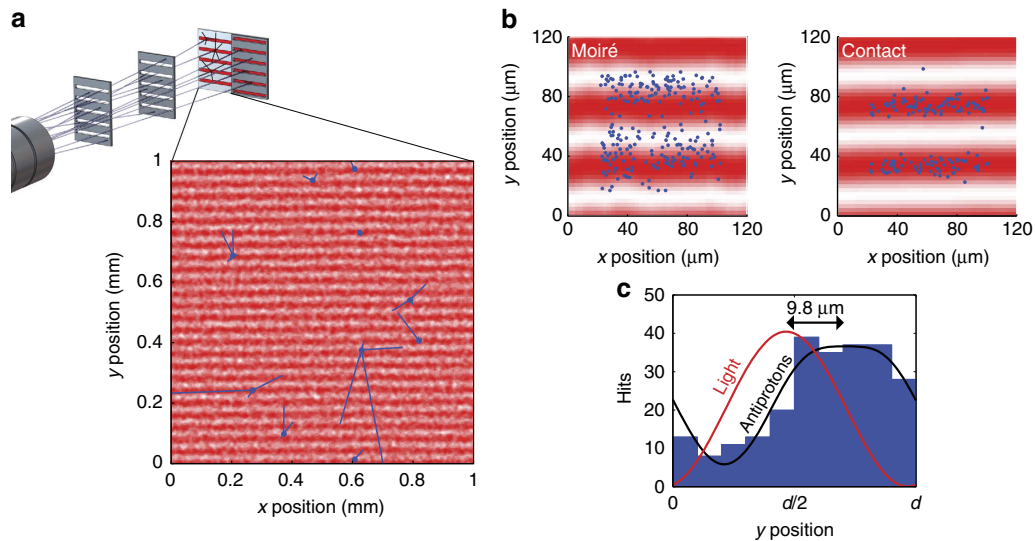 a
y position (mm)
1
0.8
0.6
0.4
0.2
0
0 0.2 0.4 0.6 0.8 1
x position (mm)
b
Moiré
y position (μm)
120
80
40
0
0 40 80 120
x position (μm)
Contact
y position (μm)
120
80
40
0
0 40 80 120
x position (μm)
c
9.8 μm
Light
Antiprotons
Hits
50
40
30
20
10
0
0 d/2 d
y position